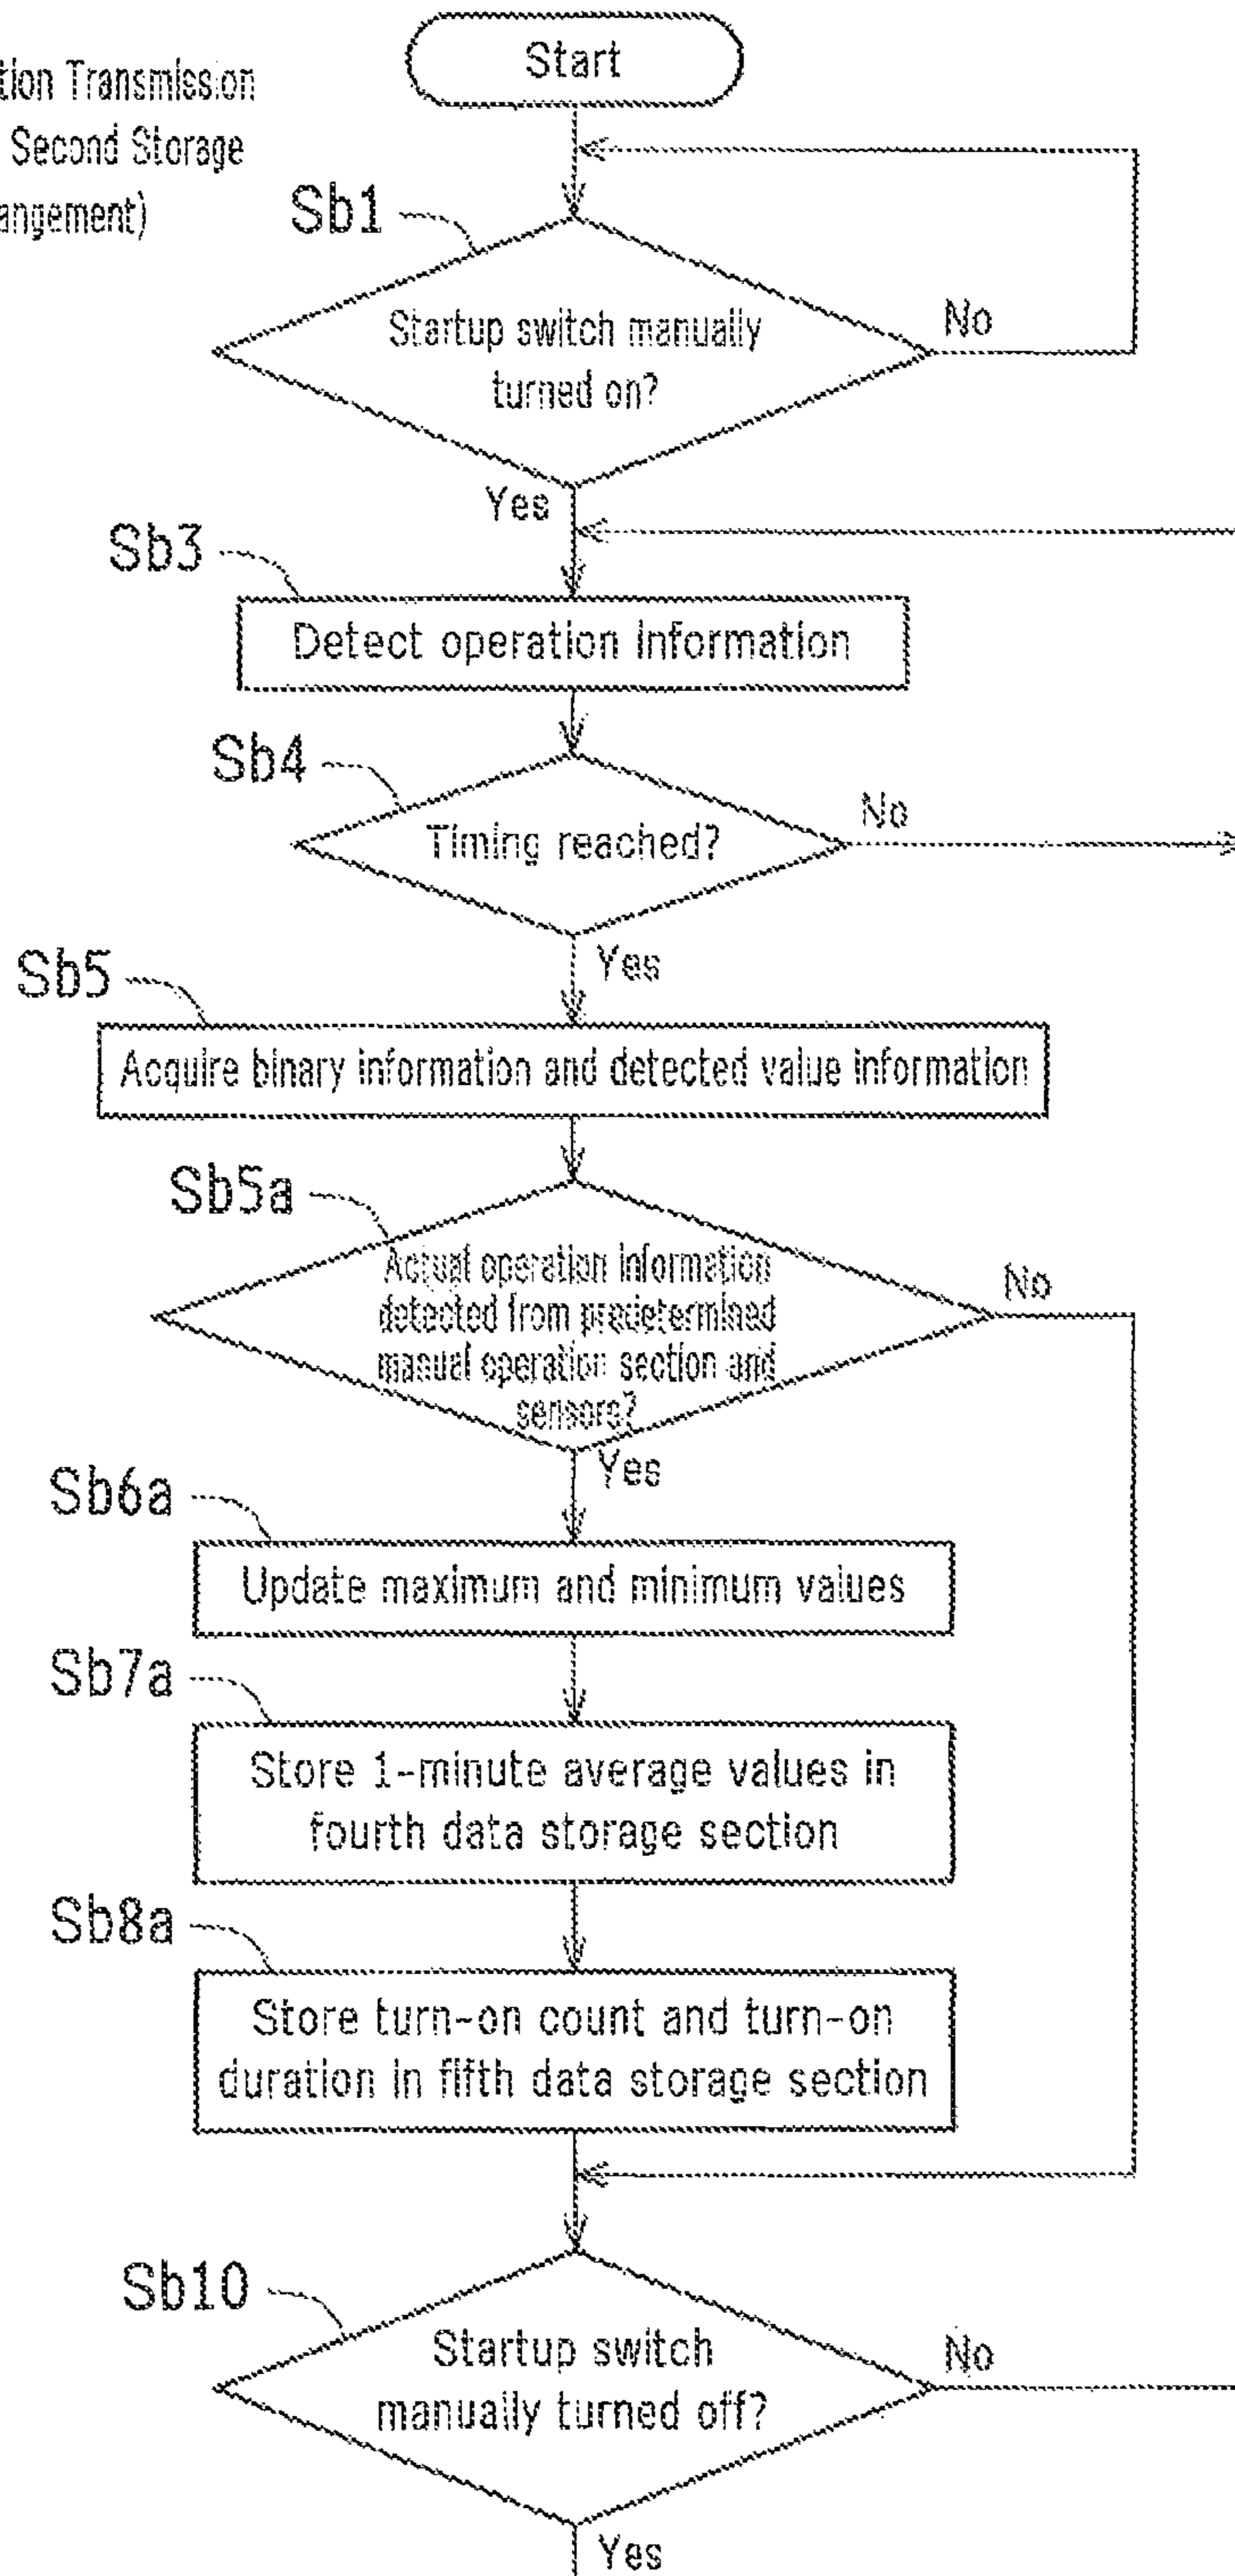 Start
tion Transmission
Second Storage
angement)
Sb1
Startup switch manually
turned on?
No
Yes
Sb3
Detect operation information
Sb4
Timing reached?
No
Yes
Sb5
Acquire binary information and detected value information
Sb5a
Actual operation information
detected from predetermined
manual operation section and
sensors?
No
Yes
Sb6a
Update maximum and minimum values
Sb7a
Store 1-minute average values in
fourth data storage section
Sb8a
Store turn-on count and turn-on
duration in fifth data storage section
Sb10
Startup switch
manually turned off?
No
Yes